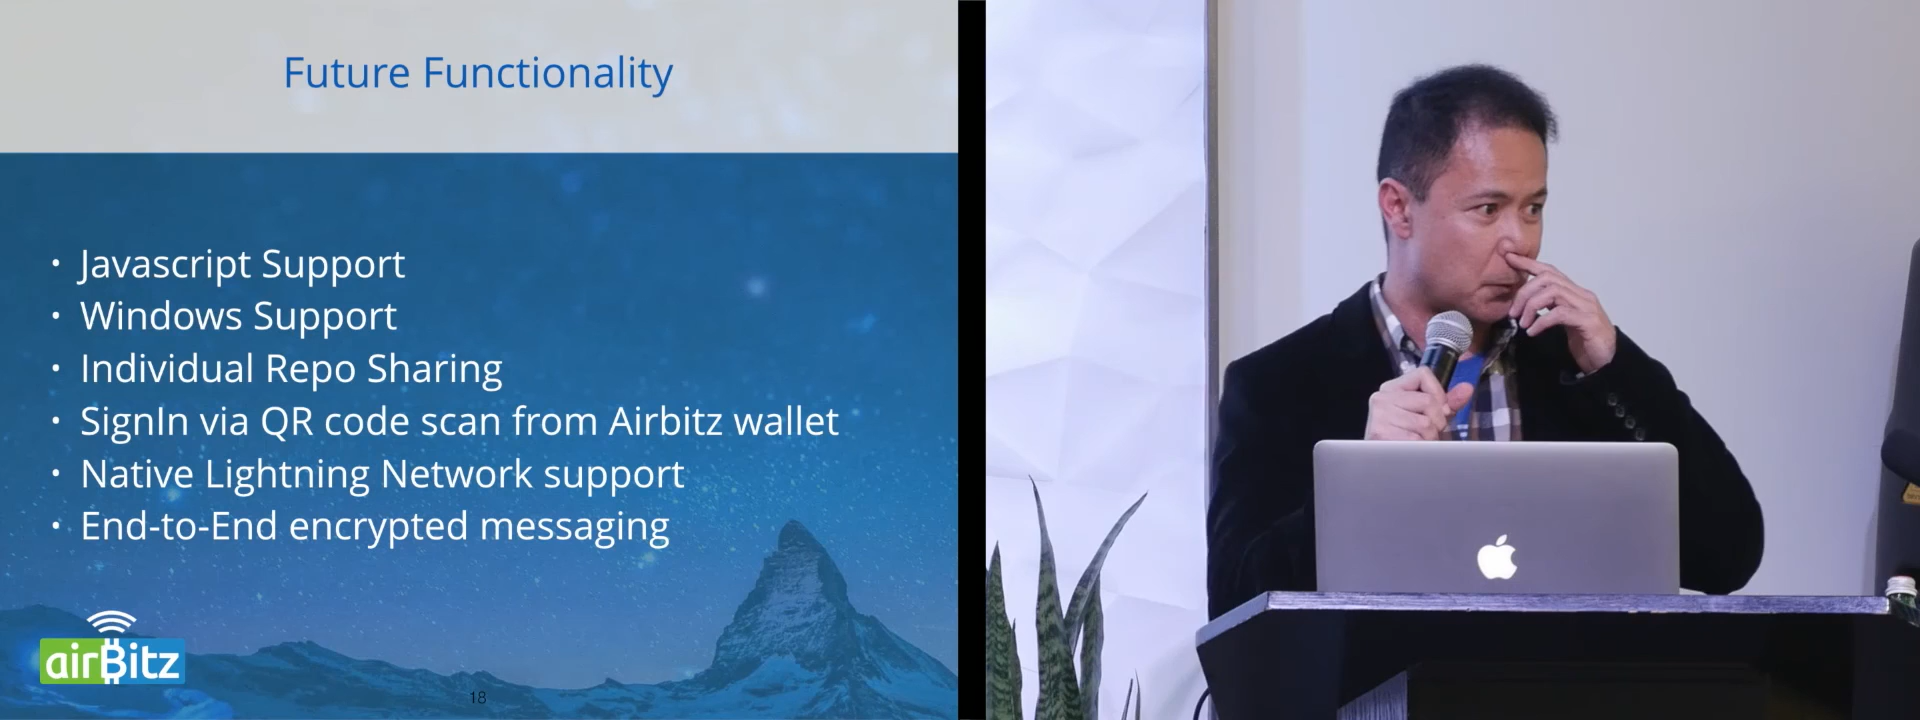 Future Functionality
• Javascript Support
• Windows Support
• Individual Repo Sharing
• SignIn via QR code scan from Airbitz wallet
• Native Lightning Network support
• End-to-End encrypted messaging
airBitz
18